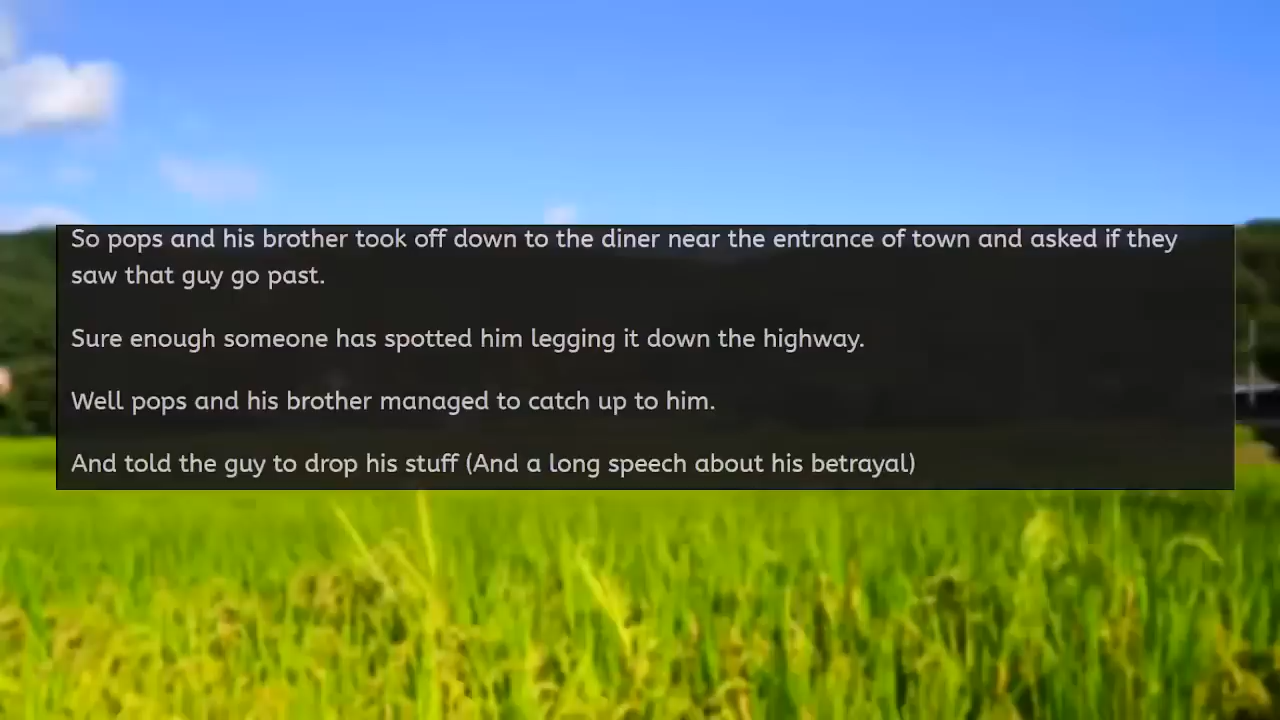 So pops and his brother took off down to the diner near the entrance of town and asked if they
saw that guy go past.
Sure enough someone has spotted him legging it down the highway.
Well pops and his brother managed to catch up to him.
And told the guy to drop his stuff (And a long speech about his betrayal)